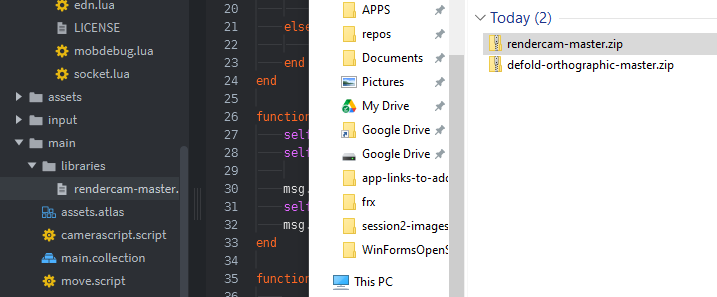 edn.lua
LICENSE
mobdebug.lua
socket.lua
assets
input
main
libraries
rendercam-master.
assets.atlas
camerascript.script
main.collection
move.script
20
21 else
22
23 end
24 end
25
26 function
27 self
28 self
29
30 msg.
31 self
32 msg.
33 end
34
35 function
APPS
repos
Documents
Pictures
My Drive
Google Drive
Google Drive
app-links-to-add
frx
session2-images
WinFormsOpenS
This PC
Today (2)
rendercam-master.zip
defold-orthographic-master.zip